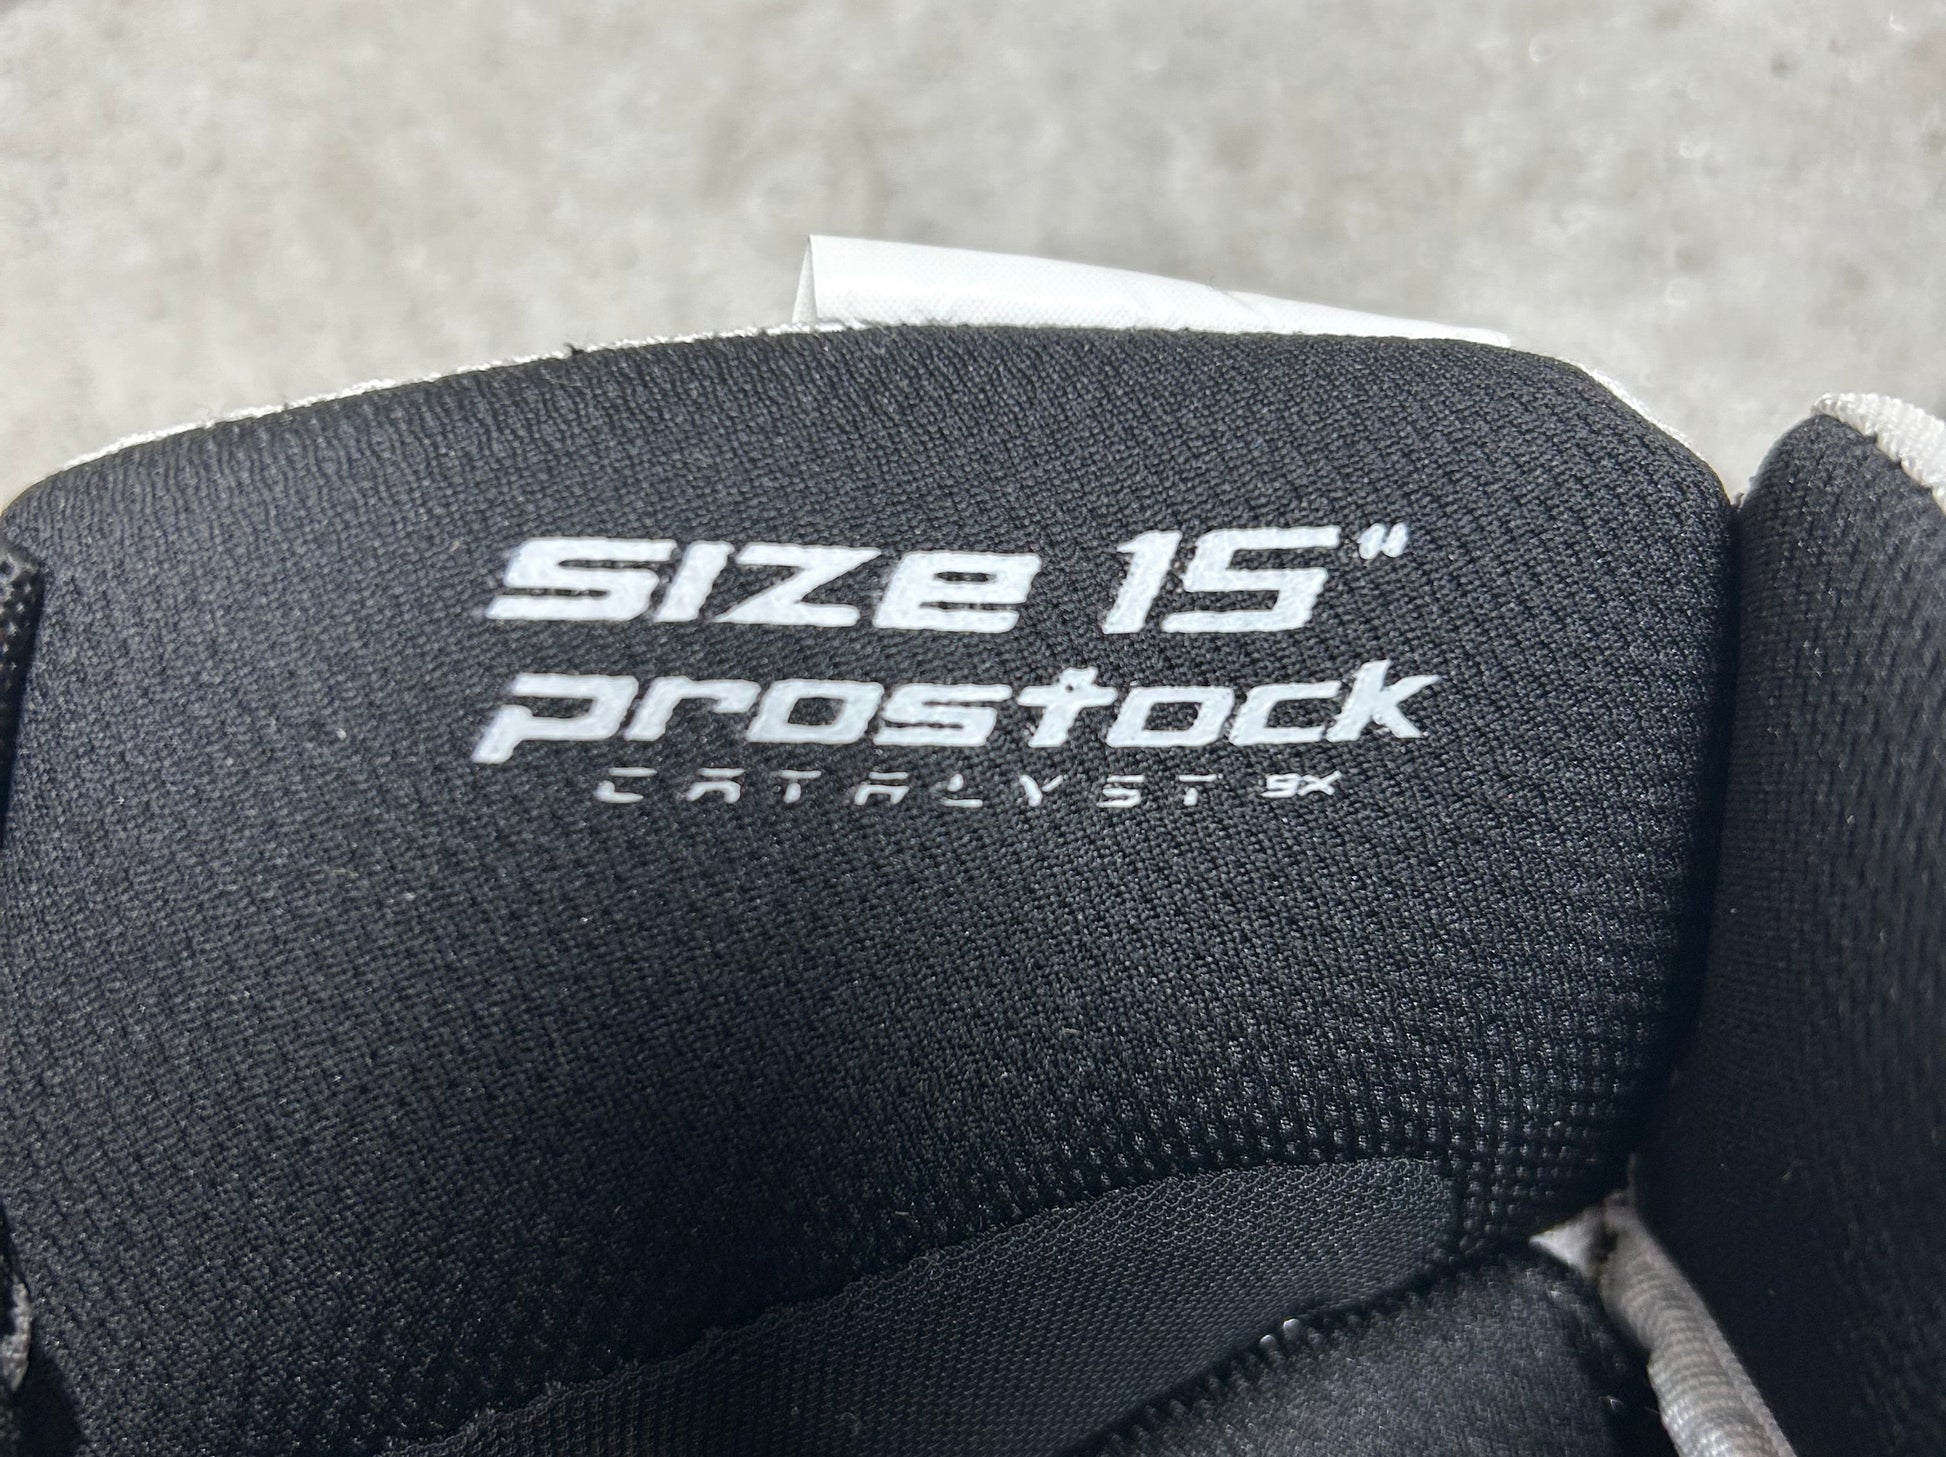 SIZE 15"
prostock
CATALYST 9X